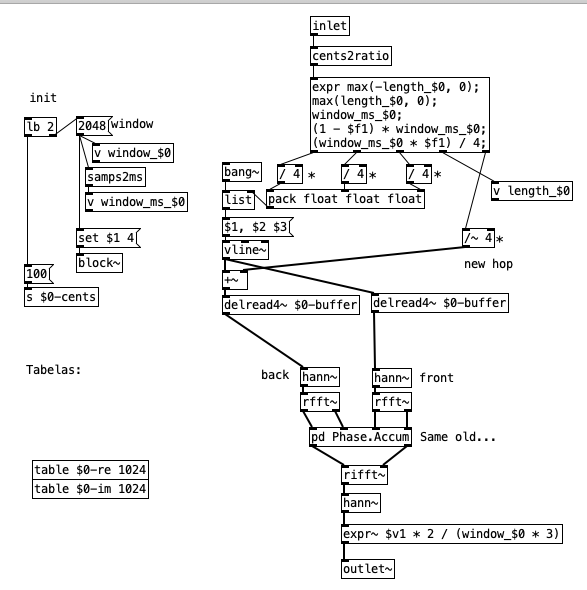 inlet
cents2ratio
expr max(-length_$0, 0);
max(length_$0, 0);
window_ms_$0;
(1 - $f1) * window_ms_$0;
(window_ms_$0 * $f1) / 4;
init
lb 2
2048 window
v window_$0
samps2ms
v window_ms_$0
set $1 4
block~
100
s $0-cents
bang~
/ 4 *
/ 4 *
/ 4 *
v length_$0
list
pack float float float
$1, $2 $3
vline~
/~ 4 *
new hop
+~
delread4~ $0-buffer
delread4~ $0-buffer
Tabelas:
back
hann~
hann~
front
rfft~
rfft~
pd Phase.Accum
Same old...
table $0-re 1024
table $0-im 1024
rifft~
hann~
expr~ $v1 * 2 / (window_$0 * 3)
outlet~